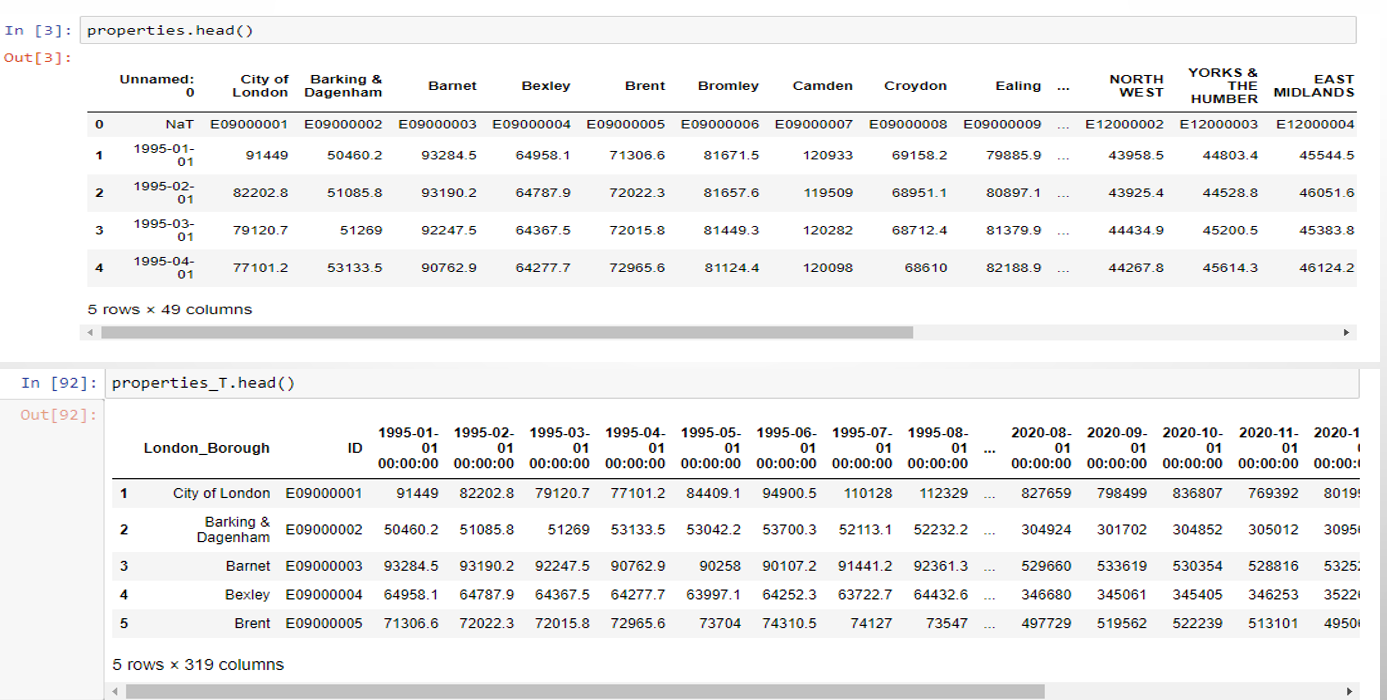 In [3]: properties.head()
Out[3]:
Unnamed: 0 City of London Barking & Dagenham Barnet Bexley Brent Bromley Camden Croydon Ealing ... NORTH WEST YORKS & THE HUMBER EAST MIDLANDS
0 NaT E09000001 E09000002 E09000003 E09000004 E09000005 E09000006 E09000007 E09000008 E09000009 ... E12000002 E12000003 E12000004
1 1995-01-01 91449 50460.2 93284.5 64958.1 71306.6 81671.5 120933 69158.2 79885.9 ... 43958.5 44803.4 45544.5
2 1995-02-01 82202.8 51085.8 93190.2 64787.9 72022.3 81657.6 119509 68951.1 80897.1 ... 43925.4 44528.8 46051.6
3 1995-03-01 79120.7 51269 92247.5 64367.5 72015.8 81449.3 120282 68712.4 81379.9 ... 44434.9 45200.5 45383.8
4 1995-04-01 77101.2 53133.5 90762.9 64277.7 72965.6 81124.4 120098 68610 82188.9 ... 44267.8 45614.3 46124.2
5 rows × 49 columns
In [92]: properties_T.head()
Out[92]:
London_Borough ID 1995-01-01 00:00:00 1995-02-01 00:00:00 1995-03-01 00:00:00 1995-04-01 00:00:00 1995-05-01 00:00:00 1995-06-01 00:00:00 1995-07-01 00:00:00 1995-08-01 00:00:00 ... 2020-08-01 00:00:00 2020-09-01 00:00:00 2020-10-01 00:00:00 2020-11-01 00:00:00
1 City of London E09000001 91449 82202.8 79120.7 77101.2 84409.1 94900.5 110128 112329 ... 827659 798499 836807 769392
2 Barking & Dagenham E09000002 50460.2 51085.8 51269 53133.5 53042.2 53700.3 52113.1 52232.2 ... 304924 301702 304852 305012
3 Barnet E09000003 93284.5 93190.2 92247.5 90762.9 90258 90107.2 91441.2 92361.3 ... 529660 533619 530354 528816
4 Bexley E09000004 64958.1 64787.9 64367.5 64277.7 63997.1 64252.3 63722.7 64432.6 ... 346680 345061 345405 346253
5 Brent E09000005 71306.6 72022.3 72015.8 72965.6 73704 74310.5 74127 73547 ... 497729 519562 522239 513101
5 rows × 319 columns